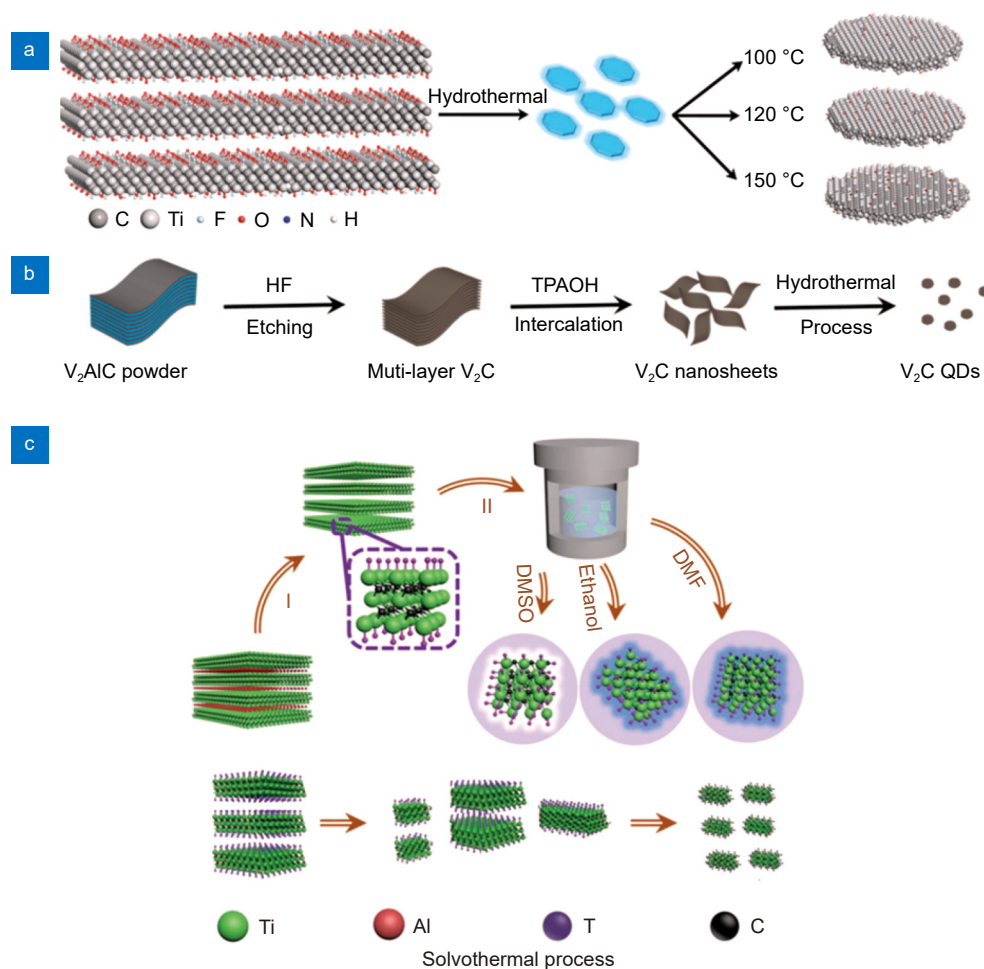 a
Hydrothermal
100 °C
120 °C
150 °C
C Ti F O N H
b
HF
Etching
TPAOH
Intercalation
Hydrothermal
Process
V₂AlC powder
Muti-layer V₂C
V₂C nanosheets
V₂C QDs
c
I
II
DMSO
Ethanol
DMF
Ti Al T C
Solvothermal process